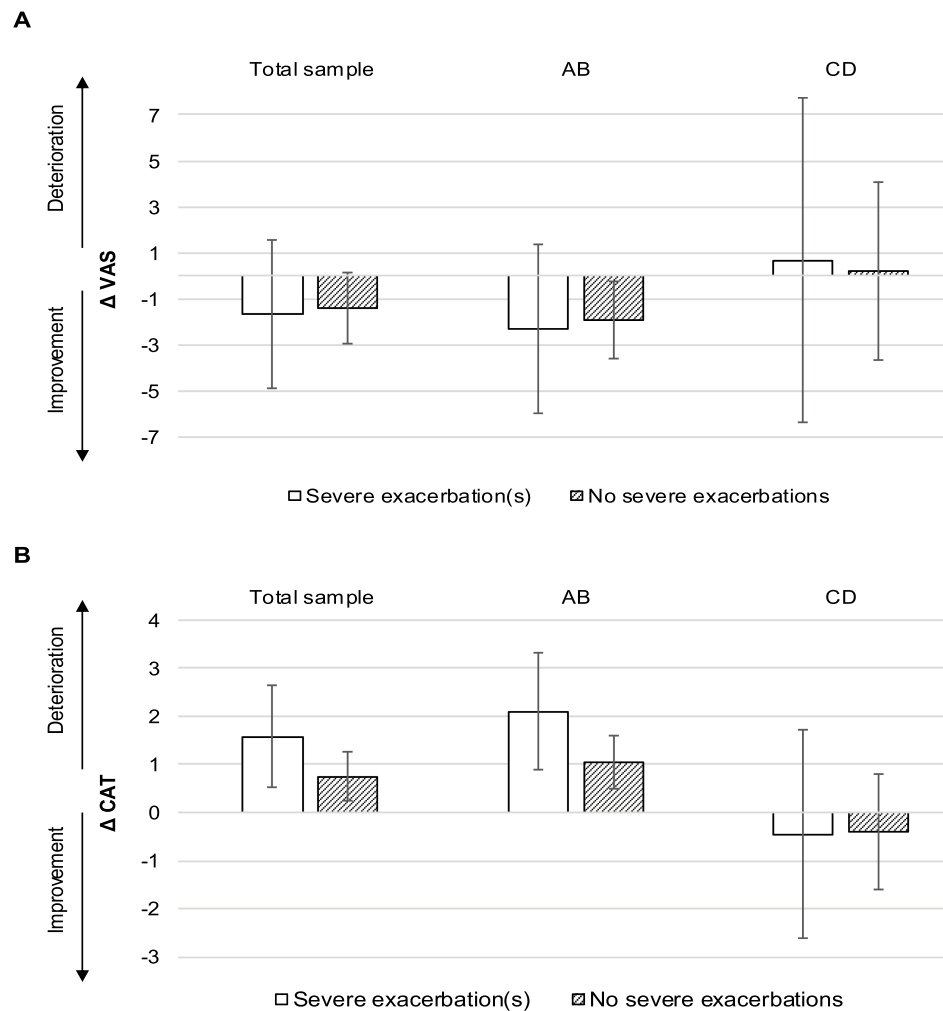 A
Total sample AB CD
Deterioration
Δ VAS
Improvement
7
5
3
1
-1
-3
-5
-7
Severe exacerbation(s) No severe exacerbations
B
Total sample AB CD
Deterioration
Δ CAT
Improvement
4
3
2
1
0
-1
-2
-3
Severe exacerbation(s) No severe exacerbations